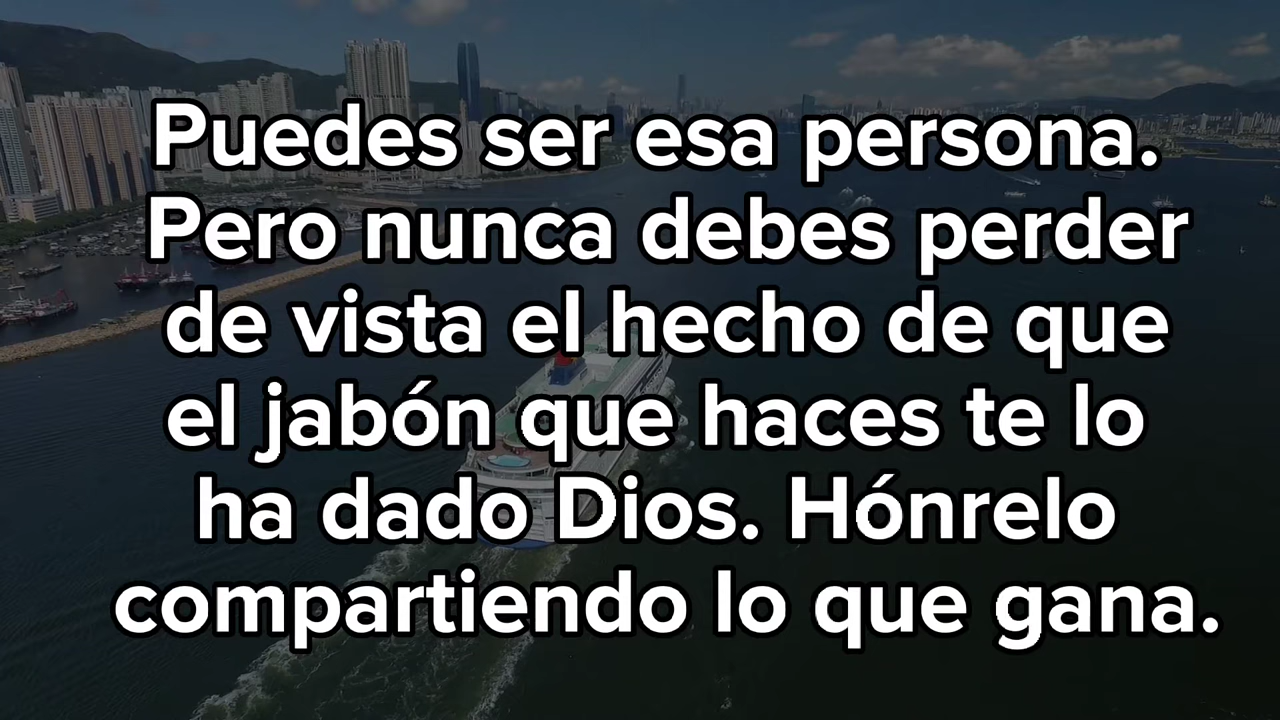 Puedes ser esa persona.
Pero nunca debes perder
de vista el hecho de que
el jabón que haces te lo
ha dado Dios. Hónrelo
compartiendo lo que gana.